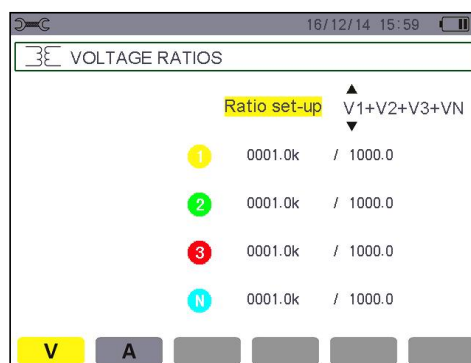 16/12/14 15:59
VOLTAGE RATIOS
Ratio set-up V1+V2+V3+VN
1 0001.0k / 1000.0
2 0001.0k / 1000.0
3 0001.0k / 1000.0
N 0001.0k / 1000.0
V A